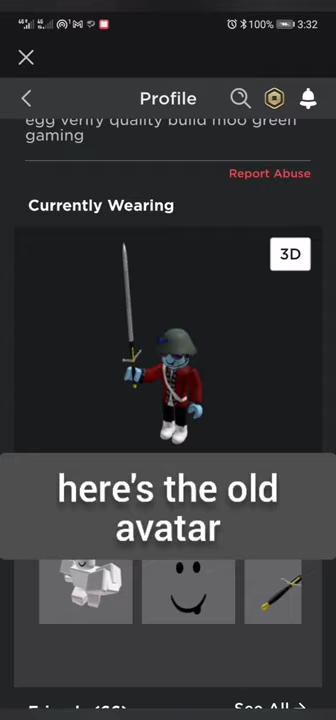 100% 3:32
Profile
egg verify quality build moo green
gaming
Report Abuse
Currently Wearing
3D
here's the old
avatar
See All